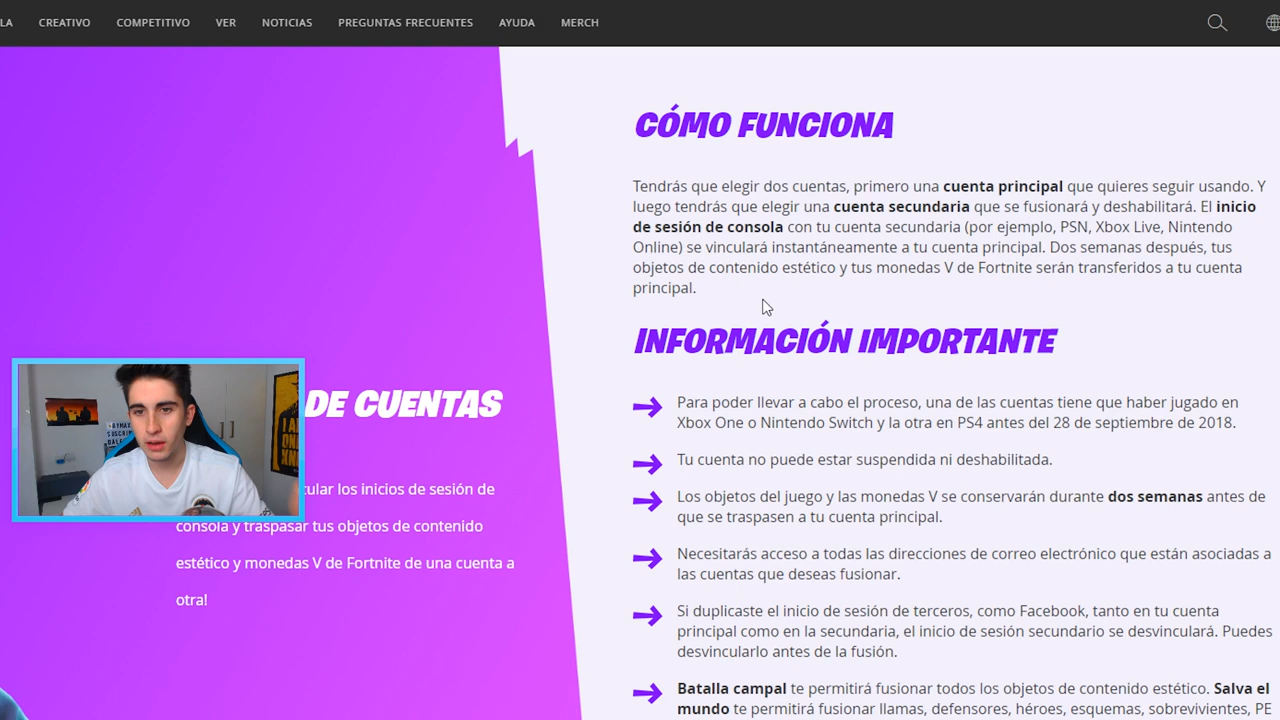 LA CREATIVO COMPETITIVO VER NOTICIAS PREGUNTAS FRECUENTES AYUDA MERCH
DE CUENTAS
ular los inicios de sesión de
consola y traspasar tus objetos de contenido
estético y monedas V de Fortnite de una cuenta a
otra!
CÓMO FUNCIONA
Tendrás que elegir dos cuentas, primero una cuenta principal que quieres seguir usando. Y
luego tendrás que elegir una cuenta secundaria que se fusionará y deshabilitará. El inicio
de sesión de consola con tu cuenta secundaria (por ejemplo, PSN, Xbox Live, Nintendo
Online) se vinculará instantáneamente a tu cuenta principal. Dos semanas después, tus
objetos de contenido estético y tus monedas V de Fortnite serán transferidos a tu cuenta
principal.
INFORMACIÓN IMPORTANTE
Para poder llevar a cabo el proceso, una de las cuentas tiene que haber jugado en
Xbox One o Nintendo Switch y la otra en PS4 antes del 28 de septiembre de 2018.
Tu cuenta no puede estar suspendida ni deshabilitada.
Los objetos del juego y las monedas V se conservarán durante dos semanas antes de
que se traspasen a tu cuenta principal.
Necesitarás acceso a todas las direcciones de correo electrónico que están asociadas a
las cuentas que deseas fusionar.
Si duplicaste el inicio de sesión de terceros, como Facebook, tanto en tu cuenta
principal como en la secundaria, el inicio de sesión secundario se desvinculará. Puedes
desvincularlo antes de la fusión.
Batalla campal te permitirá fusionar todos los objetos de contenido estético. Salva el
mundo te permitirá fusionar llamas, defensores, héroes, esquemas, sobrevivientes, PE